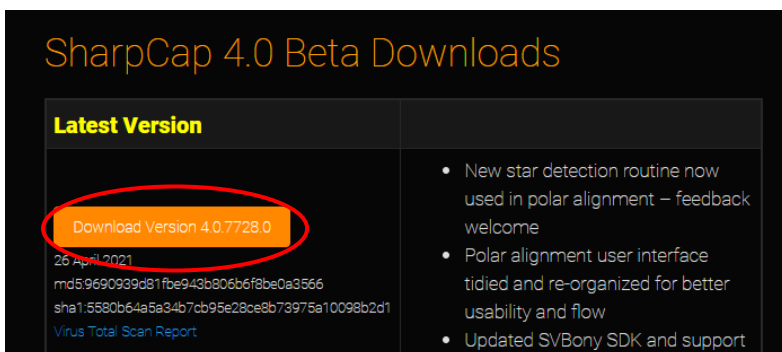 SharpCap 4.0 Beta Downloads
Latest Version
Download Version 4.0.7728.0
26 April 2021
md5:9690939d81fbe943b806b6f8be0a3566
sha1:5580b64a5a34b7cb95e28ce8b73975a10098b2d1
Virus Total Scan Report
• New star detection routine now
used in polar alignment – feedback
welcome
• Polar alignment user interface
tidied and re-organized for better
usability and flow
• Updated SVBony SDK and support